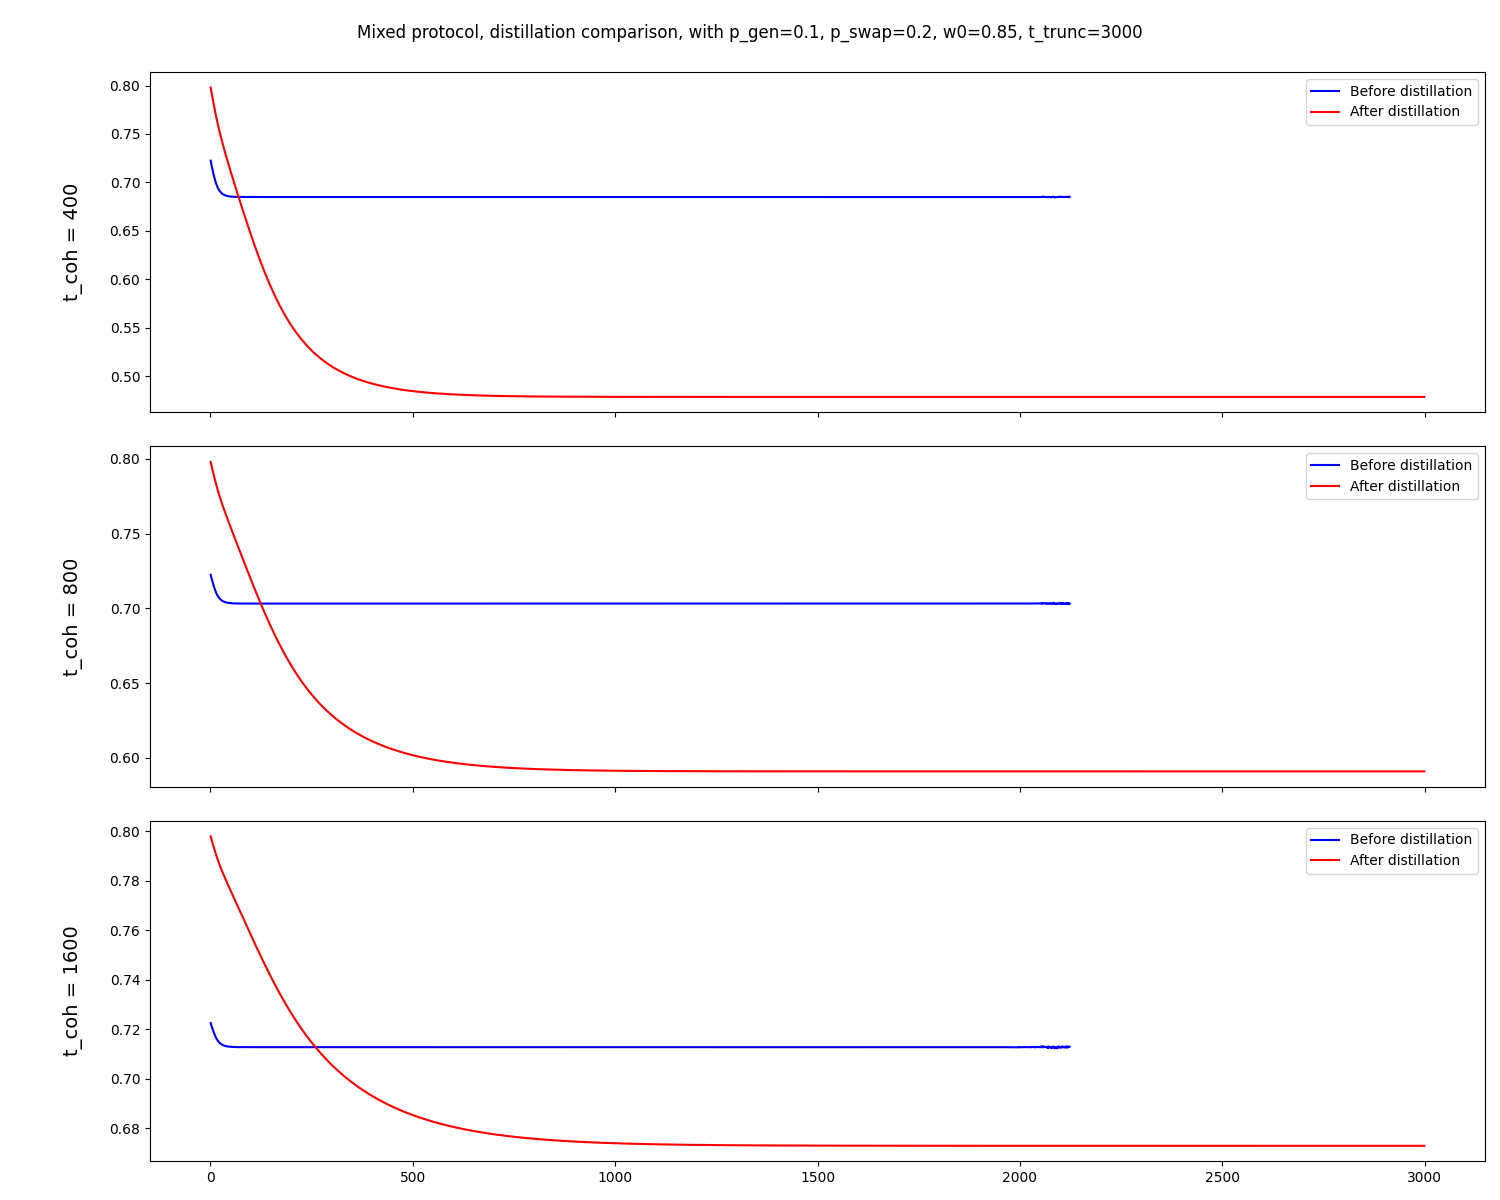 Mixed protocol, distillation comparison, with p_gen=0.1, p_swap=0.2, w0=0.85, t_trunc=3000
t_coh = 400
0.80
0.75
0.70
0.65
0.60
0.55
0.50
Before distillation
After distillation
t_coh = 800
0.80
0.75
0.70
0.65
0.60
Before distillation
After distillation
t_coh = 1600
0.80
0.78
0.76
0.74
0.72
0.70
0.68
Before distillation
After distillation
0 500 1000 1500 2000 2500 3000